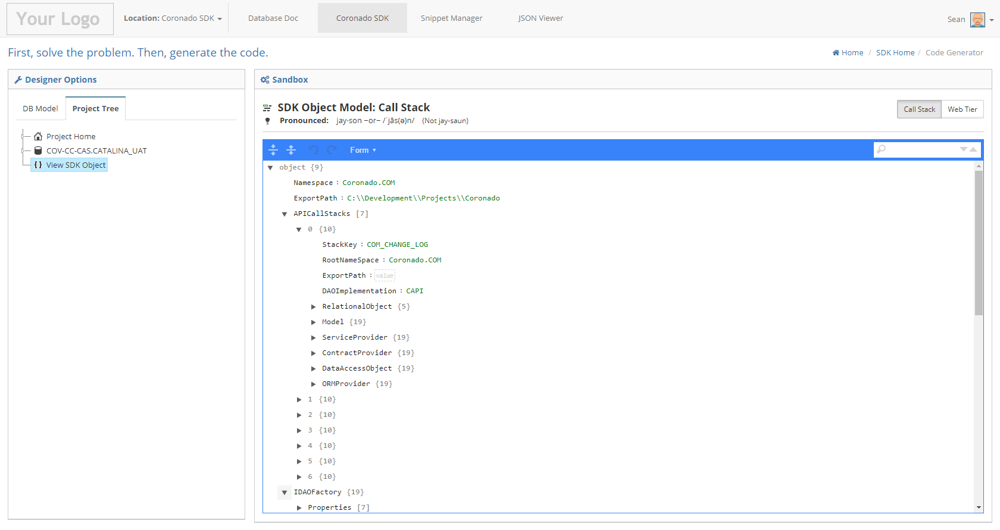 Your Logo
Location: Coronado SDK
Database Doc
Coronado SDK
Snippet Manager
JSON Viewer
Sean
First, solve the problem. Then, generate the code.
Home / SDK Home / Code Generator
Designer Options
DB Model
Project Tree
Project Home
COV-CC-CAS.CATALINA_UAT
View SDK Object
Sandbox
SDK Object Model: Call Stack
Pronounced: jay·son −or− /ˈjās(ə)n/ (Not jay-saun)
Call Stack
Web Tier
Form
object {9}
Namespace : Coronado.COM
ExportPath : C:\\Development\\Projects\\Coronado
APICallStacks [7]
0 {10}
StackKey : COM_CHANGE_LOG
RootNameSpace : Coronado.COM
ExportPath : value
DAOImplementation : CAPI
RelationalObject {5}
Model {19}
ServiceProvider {19}
ContractProvider {19}
DataAccessObject {19}
ORMProvider {19}
1 {10}
2 {10}
3 {10}
4 {10}
5 {10}
6 {10}
IDAOFactory {19}
Properties [7]